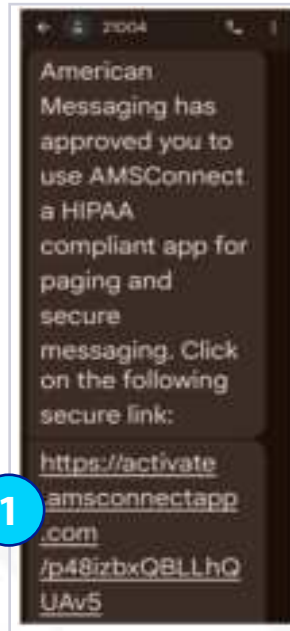 21004
American
Messaging has
approved you to
use AMSConnect
a HIPAA
compliant app for
paging and
secure
messaging. Click
on the following
secure link:
https://activate
.amsconnectapp
.com
/p48izbxQBLLhQ
UAv5
1